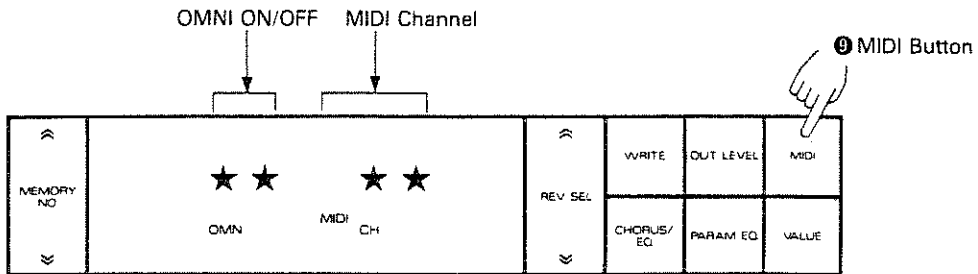 OMNI ON/OFF MIDI Channel
❾ MIDI Button
MEMORY
NO
★ ★ ★ ★
OMN MIDI CH
REV SEL
WRITE
OUT LEVEL
MIDI
CHORUS/
EQ
PARAM EQ
VALUE